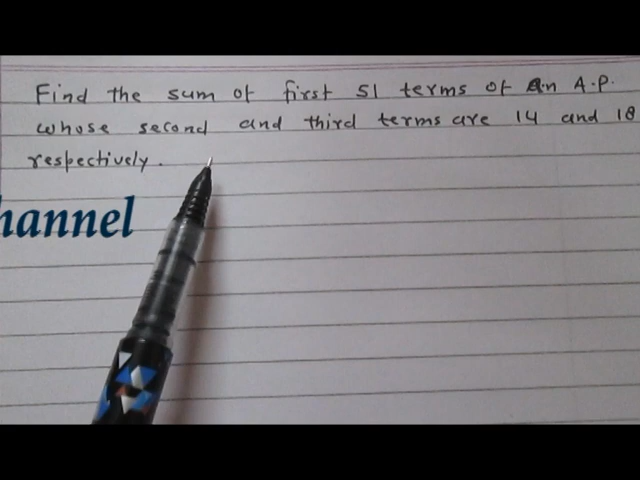 Find the sum of first 51 terms of an A.P.
whose second and third terms are 14 and 18
respectively.
hannel